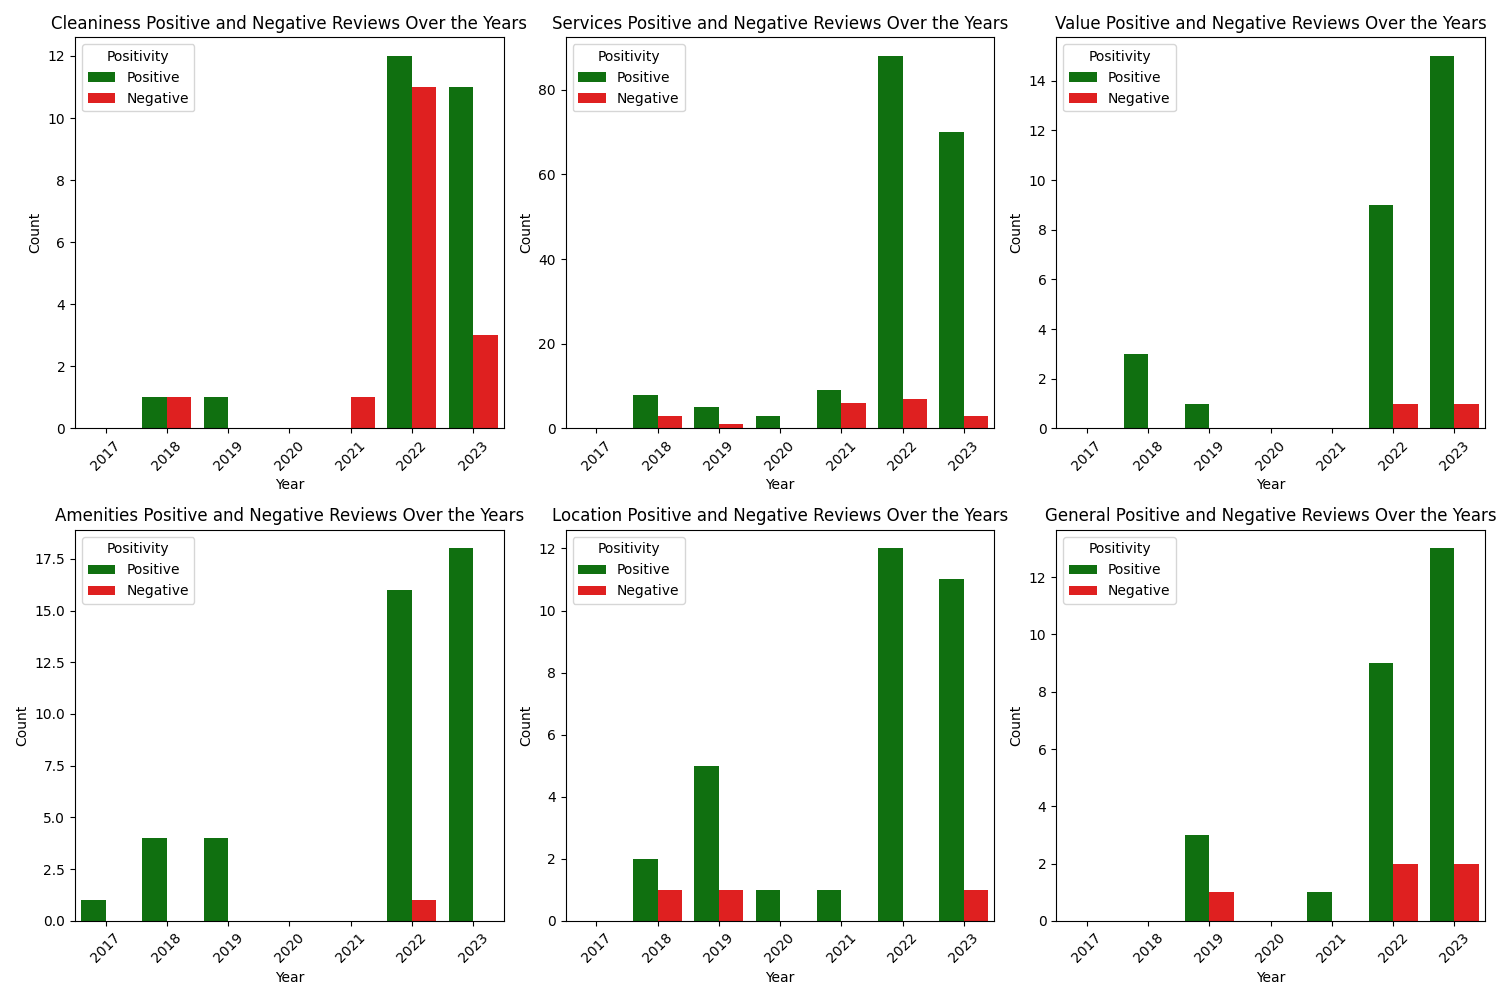 Cleaniness Positive and Negative Reviews Over the Years
Positivity
Positive
Negative
Count
12
10
8
6
4
2
0
2017 2018 2019 2020 2021 2022 2023
Year
Services Positive and Negative Reviews Over the Years
Positivity
Positive
Negative
Count
80
60
40
20
0
2017 2018 2019 2020 2021 2022 2023
Year
Value Positive and Negative Reviews Over the Years
Positivity
Positive
Negative
Count
14
12
10
8
6
4
2
0
2017 2018 2019 2020 2021 2022 2023
Year
Amenities Positive and Negative Reviews Over the Years
Positivity
Positive
Negative
Count
17.5
15.0
12.5
10.0
7.5
5.0
2.5
0.0
2017 2018 2019 2020 2021 2022 2023
Year
Location Positive and Negative Reviews Over the Years
Positivity
Positive
Negative
Count
12
10
8
6
4
2
0
2017 2018 2019 2020 2021 2022 2023
Year
General Positive and Negative Reviews Over the Years
Positivity
Positive
Negative
Count
12
10
8
6
4
2
0
2017 2018 2019 2020 2021 2022 2023
Year